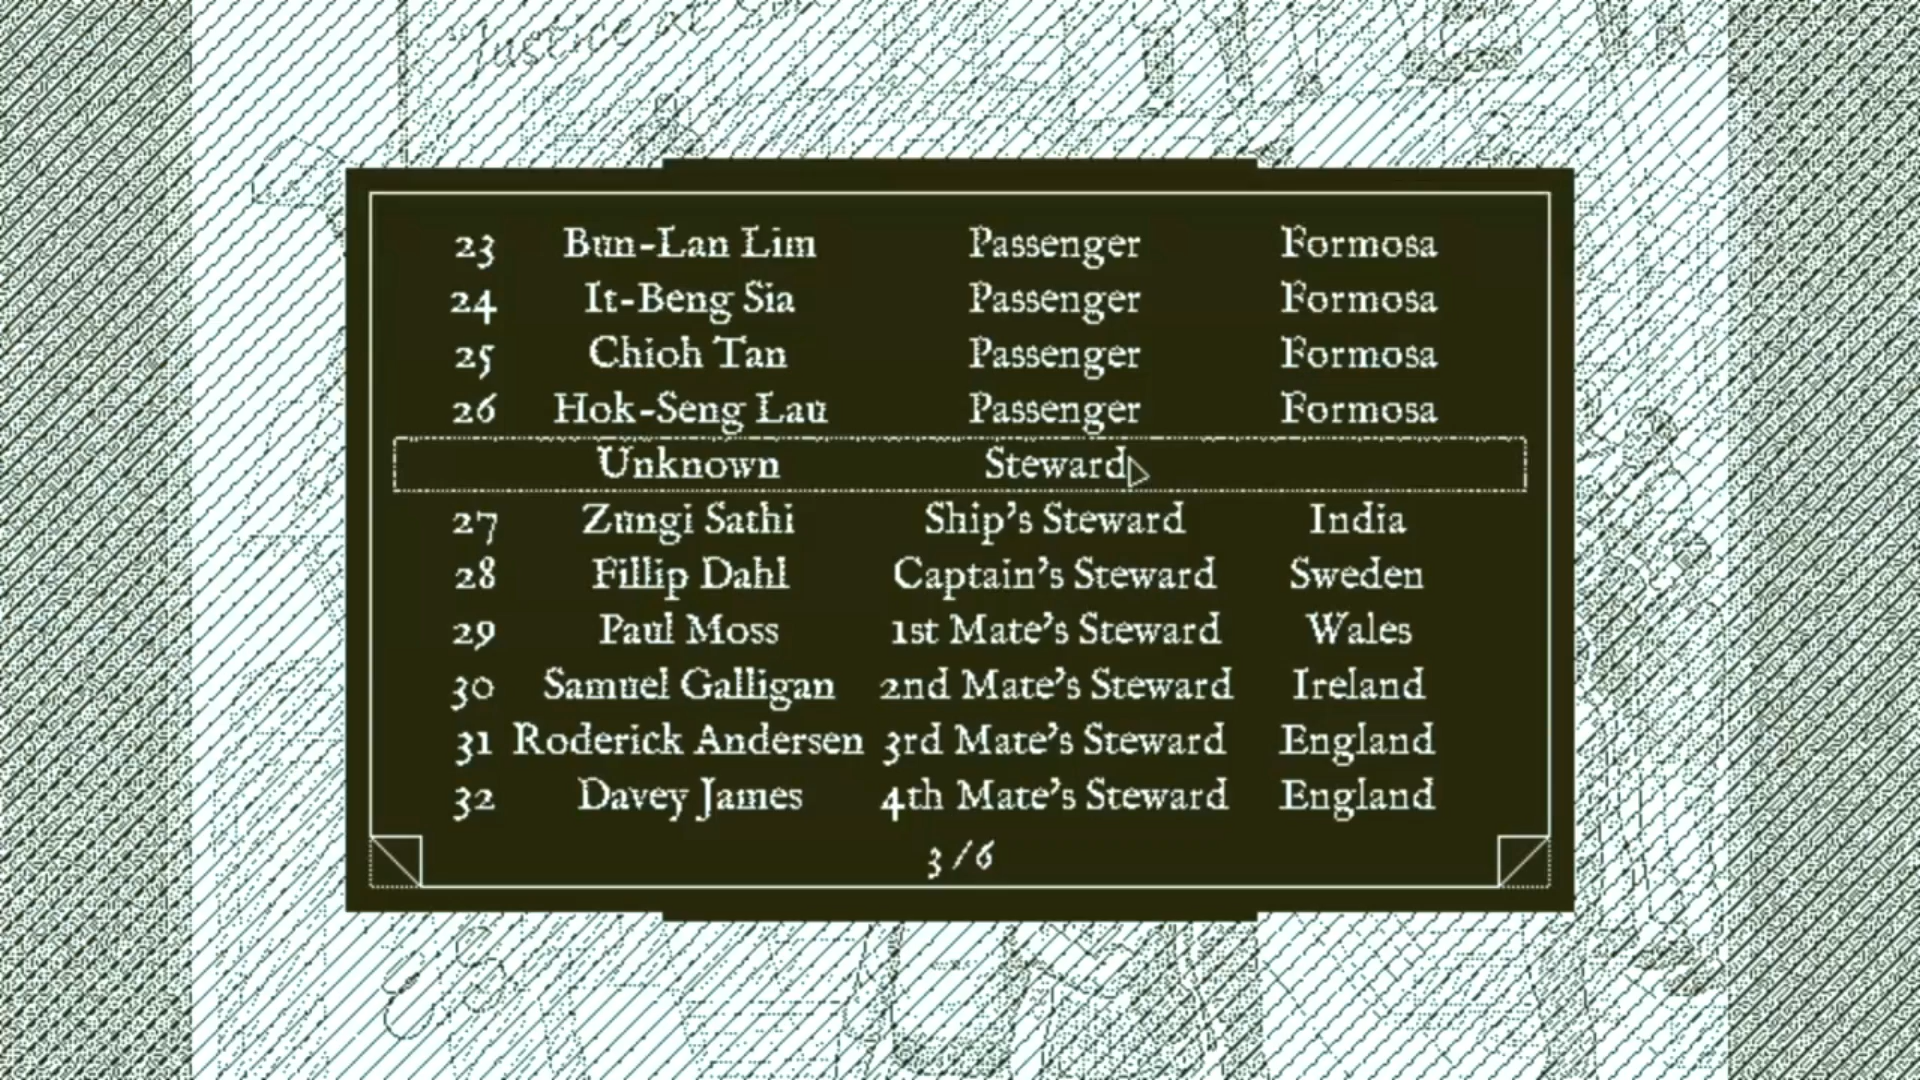 "Justice at
23 Bun-Lan Lim Passenger Formosa
24 It-Beng Sia Passenger Formosa
25 Chioh Tan Passenger Formosa
26 Hok-Seng Lau Passenger Formosa
Unknown Steward
27 Zungi Sathi Ship's Steward India
28 Fillip Dahl Captain's Steward Sweden
29 Paul Moss 1st Mate's Steward Wales
30 Samuel Galligan 2nd Mate's Steward Ireland
31 Roderick Andersen 3rd Mate's Steward England
32 Davey James 4th Mate's Steward England
3/6